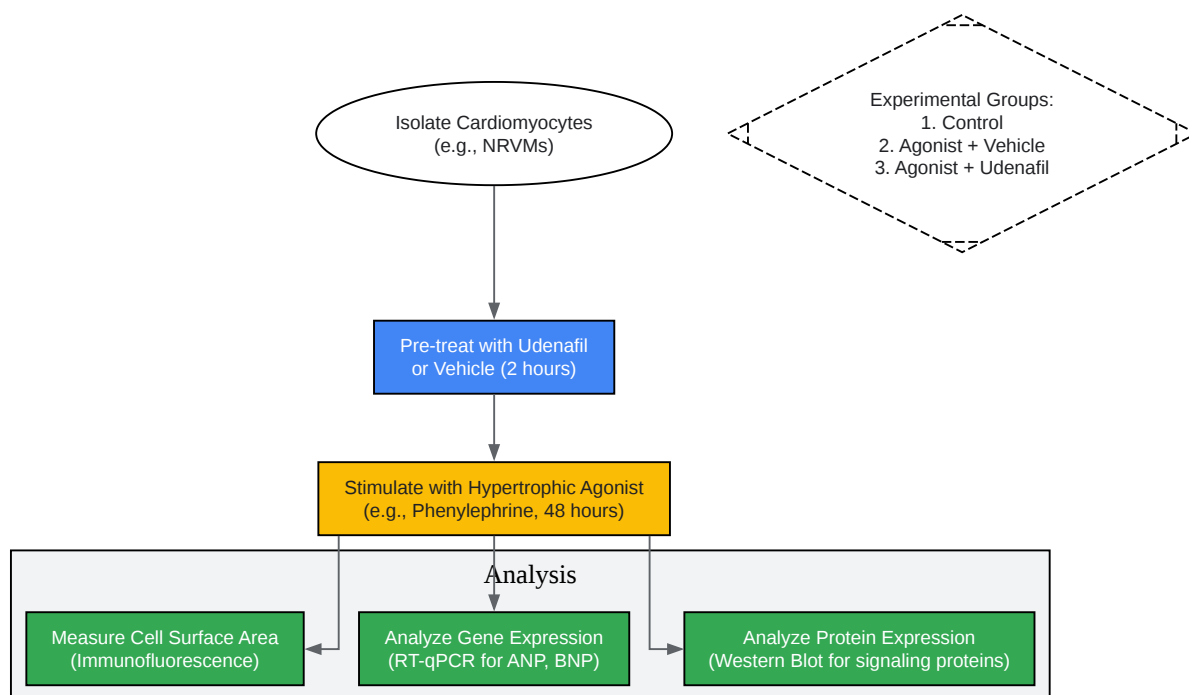 Isolate Cardiomyocytes
(e.g., NRVMs)
Experimental Groups:
1. Control
2. Agonist + Vehicle
3. Agonist + Udenafil
Pre-treat with Udenafil
or Vehicle (2 hours)
Stimulate with Hypertrophic Agonist
(e.g., Phenylephrine, 48 hours)
Analysis
Measure Cell Surface Area
(Immunofluorescence)
Analyze Gene Expression
(RT-qPCR for ANP, BNP)
Analyze Protein Expression
(Western Blot for signaling proteins)